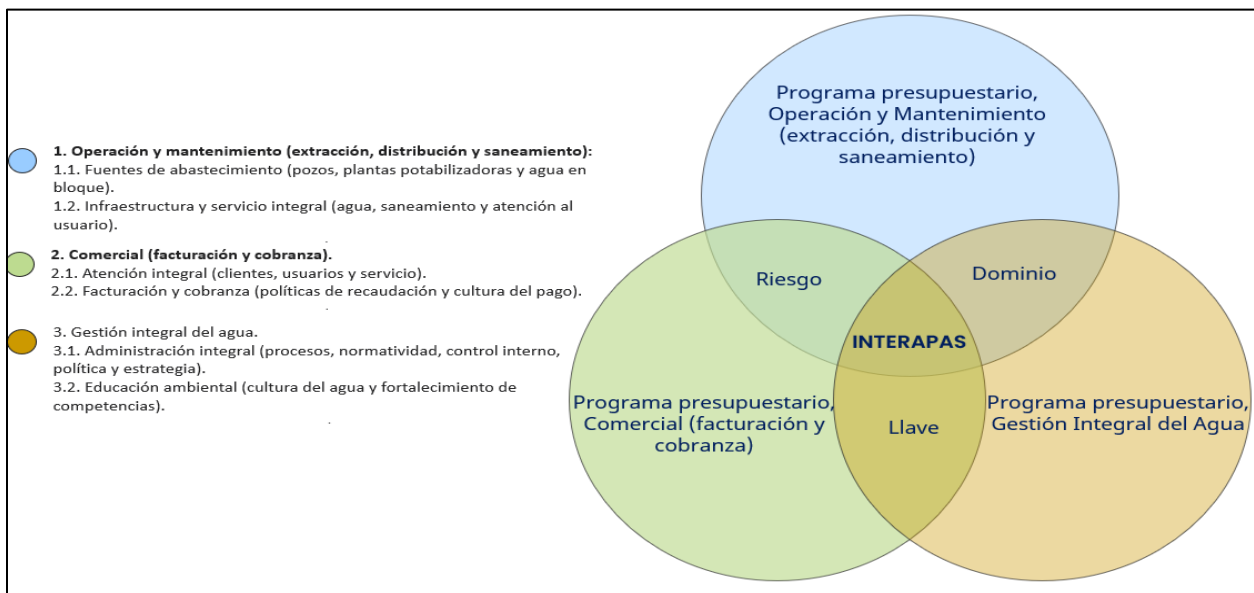 1. Operación y mantenimiento (extracción, distribución y saneamiento):
1.1. Fuentes de abastecimiento (pozos, plantas potabilizadoras y agua en
bloque).
1.2. Infraestructura y servicio integral (agua, saneamiento y atención al
usuario).
.
2. Comercial (facturación y cobranza).
2.1. Atención integral (clientes, usuarios y servicio).
2.2. Facturación y cobranza (políticas de recaudación y cultura del pago).
.
3. Gestión integral del agua.
3.1. Administración integral (procesos, normatividad, control interno,
política y estrategia).
3.2. Educación ambiental (cultura del agua y fortalecimiento de
competencias).
.
Programa presupuestario,
Operación y Mantenimiento
(extracción, distribución y
saneamiento)
Riesgo
Dominio
INTERAPAS
Programa presupuestario,
Comercial (facturación y
cobranza)
Llave
Programa presupuestario,
Gestión Integral del Agua